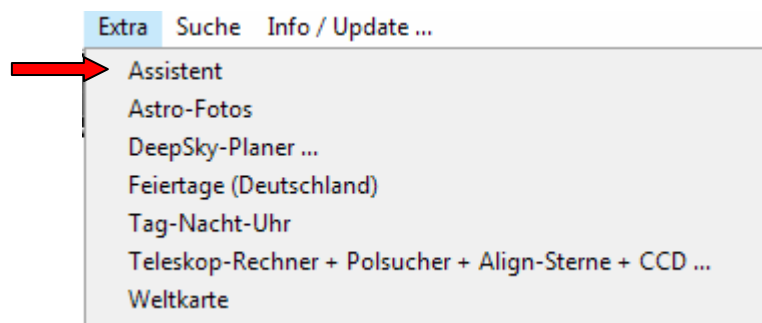 Extra Suche Info / Update ...
Assistent
Astro-Fotos
DeepSky-Planer ...
Feiertage (Deutschland)
Tag-Nacht-Uhr
Teleskop-Rechner + Polsucher + Align-Sterne + CCD ...
Weltkarte